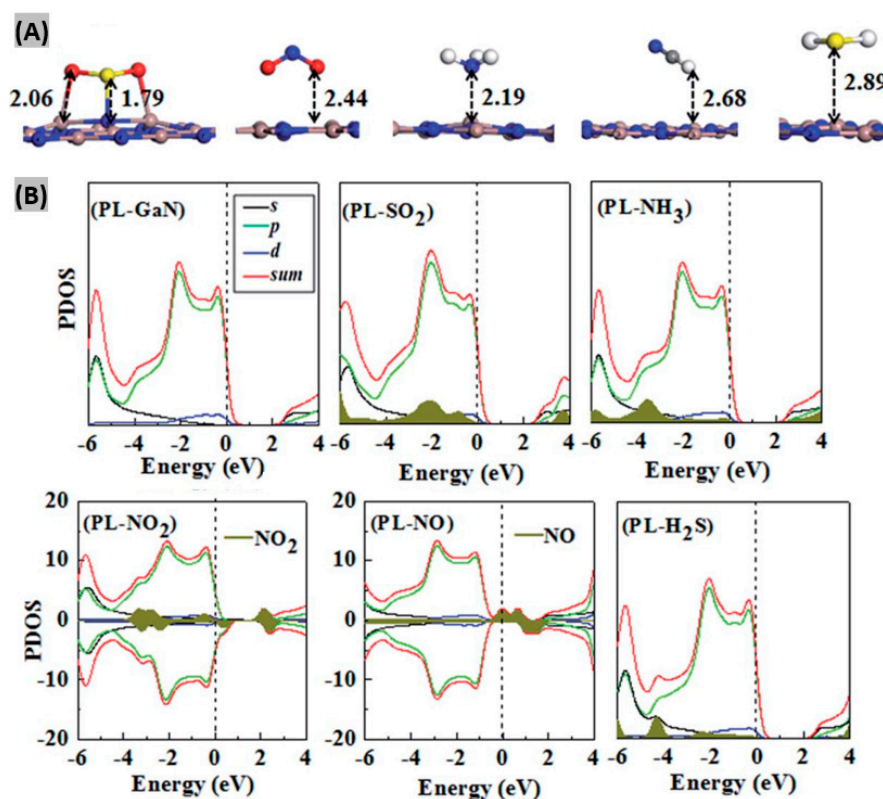 (A)
2.06
1.79
2.44
2.19
2.68
2.89
(B)
(PL-GaN)
s
p
d
sum
(PL-SO₂)
(PL-NH₃)
PDOS
-6 -4 -2 0 2 4
-6 -4 -2 0 2 4
-6 -4 -2 0 2 4
Energy (eV)
Energy (eV)
Energy (eV)
(PL-NO₂)
NO₂
(PL-NO)
NO
(PL-H₂S)
PDOS
20
10
0
-10
-20
20
10
0
-10
-20
-6 -4 -2 0 2 4
-6 -4 -2 0 2 4
-6 -4 -2 0 2 4
Energy (eV)
Energy (eV)
Energy (eV)